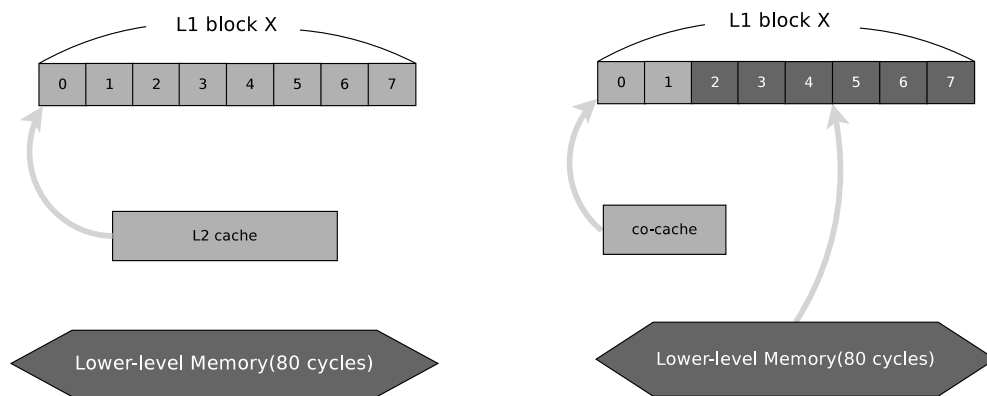 L1 block X
0 1 2 3 4 5 6 7
L2 cache
Lower-level Memory(80 cycles)
L1 block X
0 1 2 3 4 5 6 7
co-cache
Lower-level Memory(80 cycles)